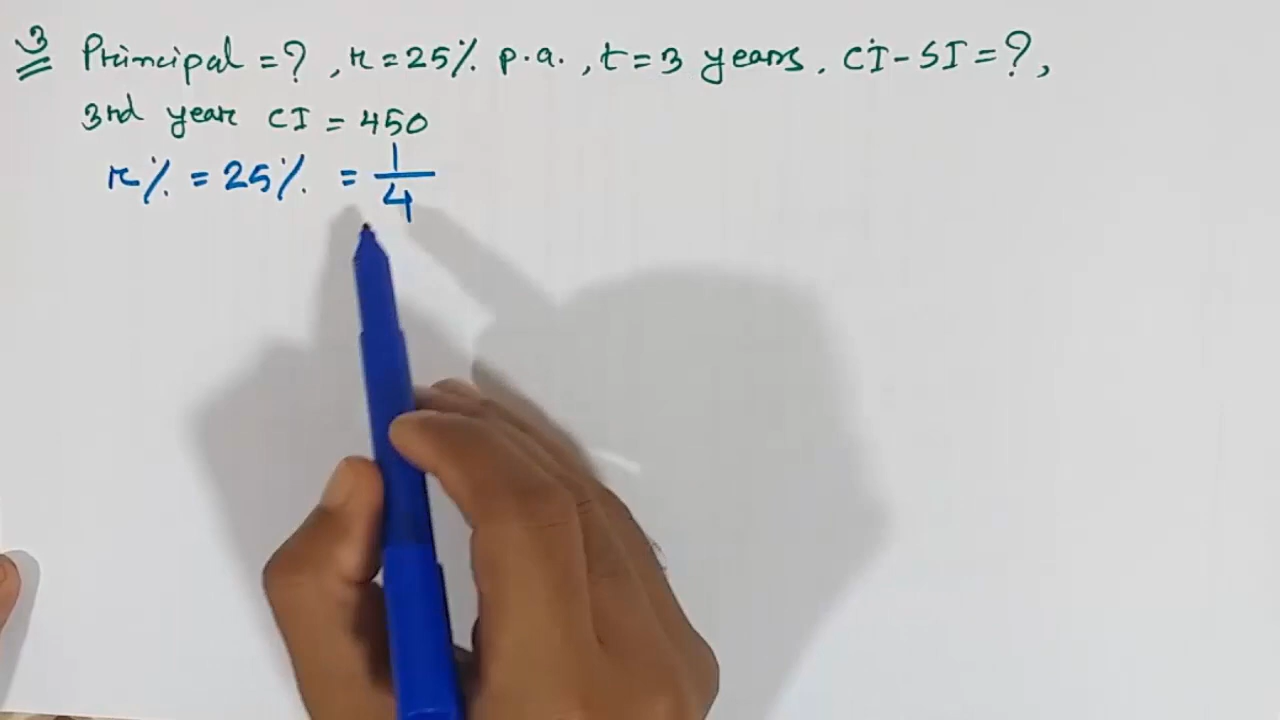 3 Principal = ? , r = 25% p.a. , t = 3 years , CI - SI = ? ,
3rd year CI = 450
r% = 25% = 1/4